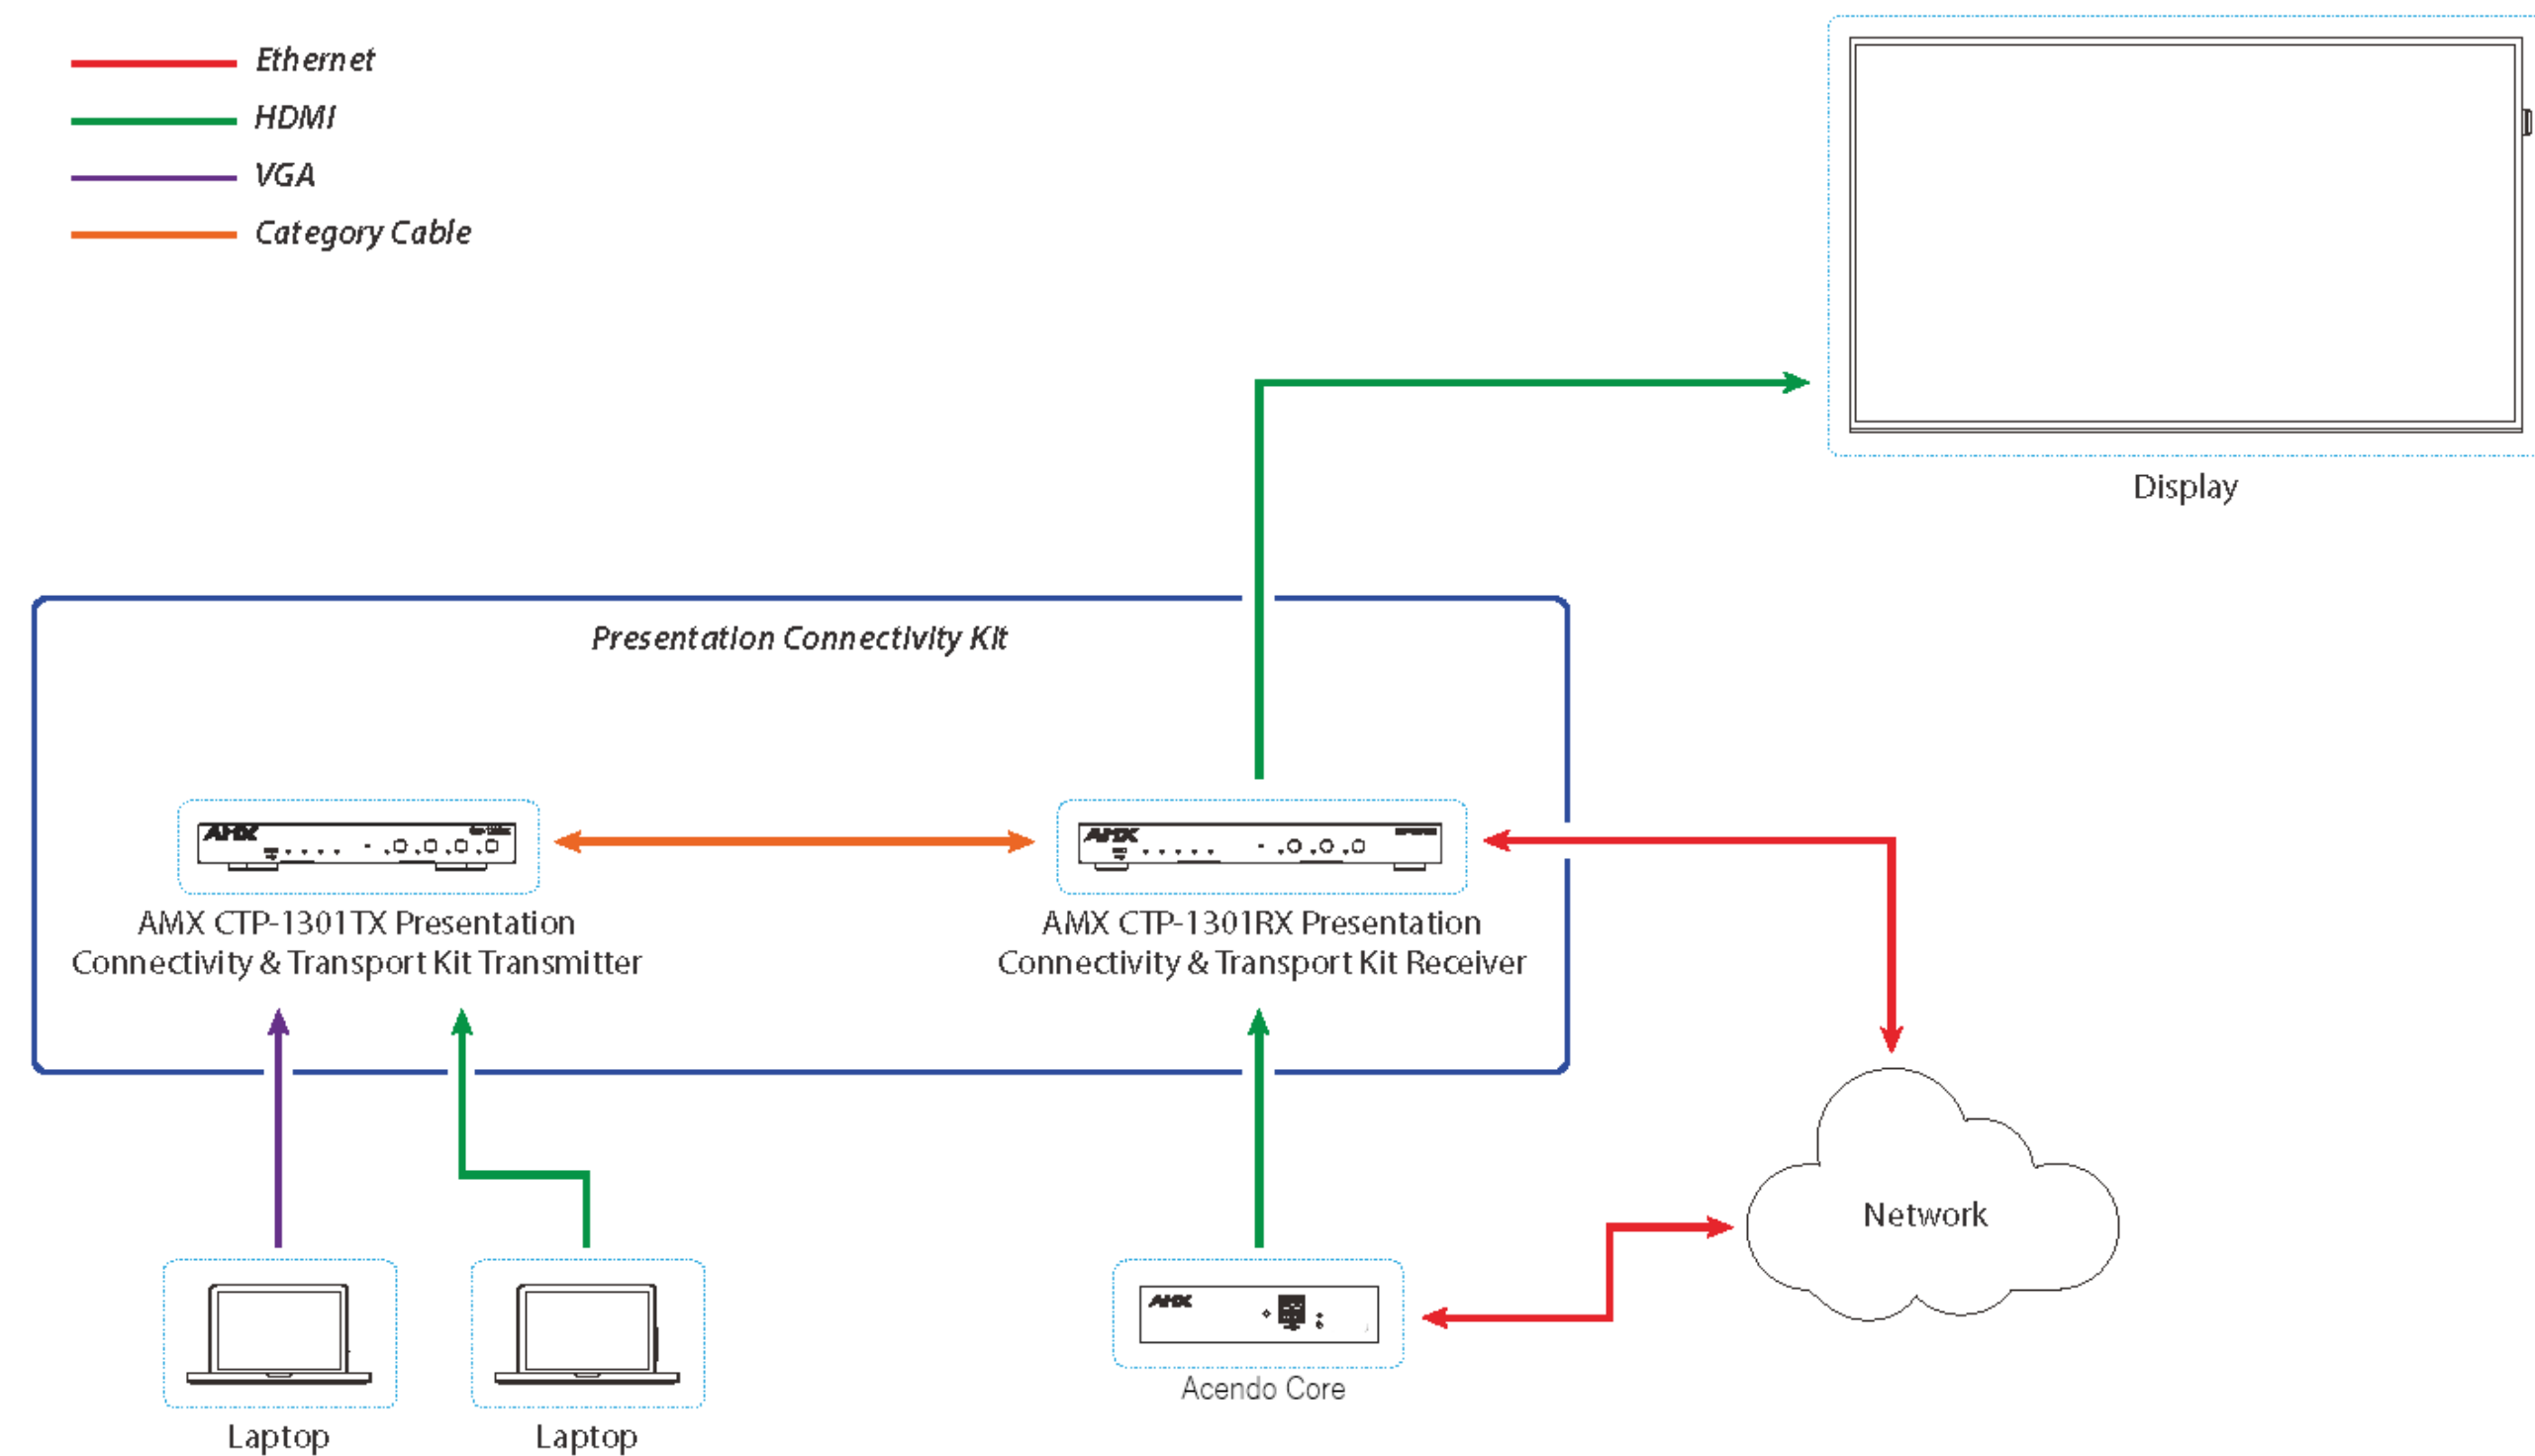 Ethernet
HDMI
VGA
Category Cable
Display
Presentation Connectivity Kit
AMX
AMX
AMX CTP-1301TX Presentation
Connectivity & Transport Kit Transmitter
AMX CTP-1301RX Presentation
Connectivity & Transport Kit Receiver
Network
AMX
Acendo Core
Laptop
Laptop